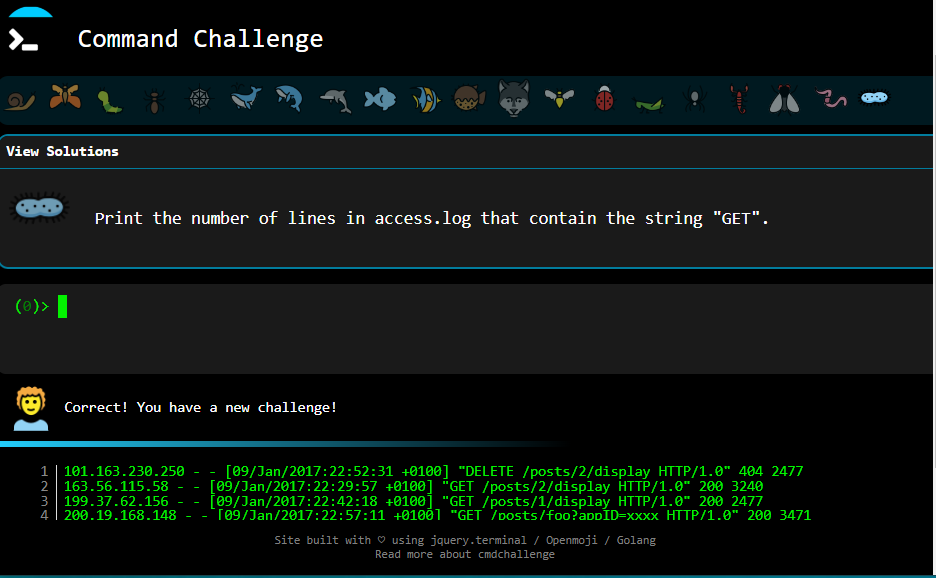 Command Challenge
View Solutions
Print the number of lines in access.log that contain the string "GET".
(0)>
Correct! You have a new challenge!
1 101.163.230.250 - - [09/Jan/2017:22:52:31 +0100] "DELETE /posts/2/display HTTP/1.0" 404 2477
2 163.56.115.58 - - [09/Jan/2017:22:29:57 +0100] "GET /posts/2/display HTTP/1.0" 200 3240
3 199.37.62.156 - - [09/Jan/2017:22:42:18 +0100] "GET /posts/1/display HTTP/1.0" 200 2477
4 200.19.168.148 - - [09/Jan/2017:22:57:11 +0100] "GET /posts/foo?appID=xxxx HTTP/1.0" 200 3471
Site built with ♡ using jquery.terminal / Openmoji / Golang
Read more about cmdchallenge